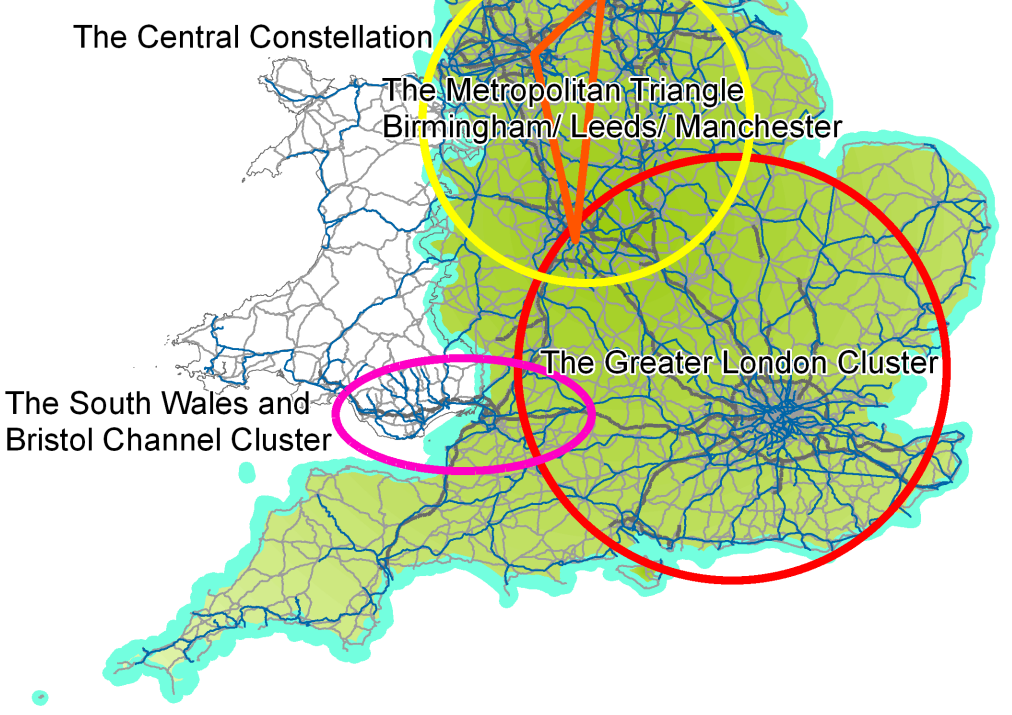 The Central Constellation
The Metropolitan Triangle
Birmingham/ Leeds/ Manchester
The Greater London Cluster
The South Wales and
Bristol Channel Cluster